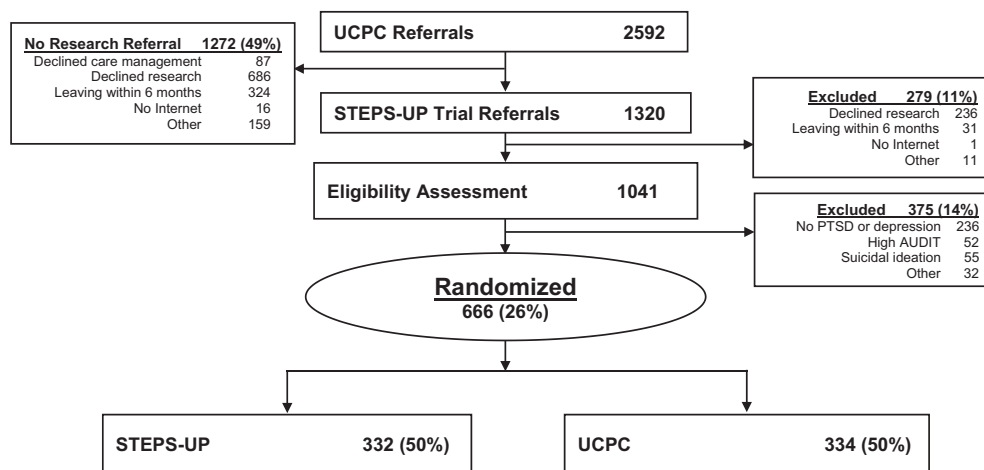 UCPC Referrals 2592
No Research Referral 1272 (49%)
Declined care management 87
Declined research 686
Leaving within 6 months 324
No Internet 16
Other 159
STEPS-UP Trial Referrals 1320
Excluded 279 (11%)
Declined research 236
Leaving within 6 months 31
No Internet 1
Other 11
Eligibility Assessment 1041
Excluded 375 (14%)
No PTSD or depression 236
High AUDIT 52
Suicidal ideation 55
Other 32
Randomized
666 (26%)
STEPS-UP 332 (50%)
UCPC 334 (50%)